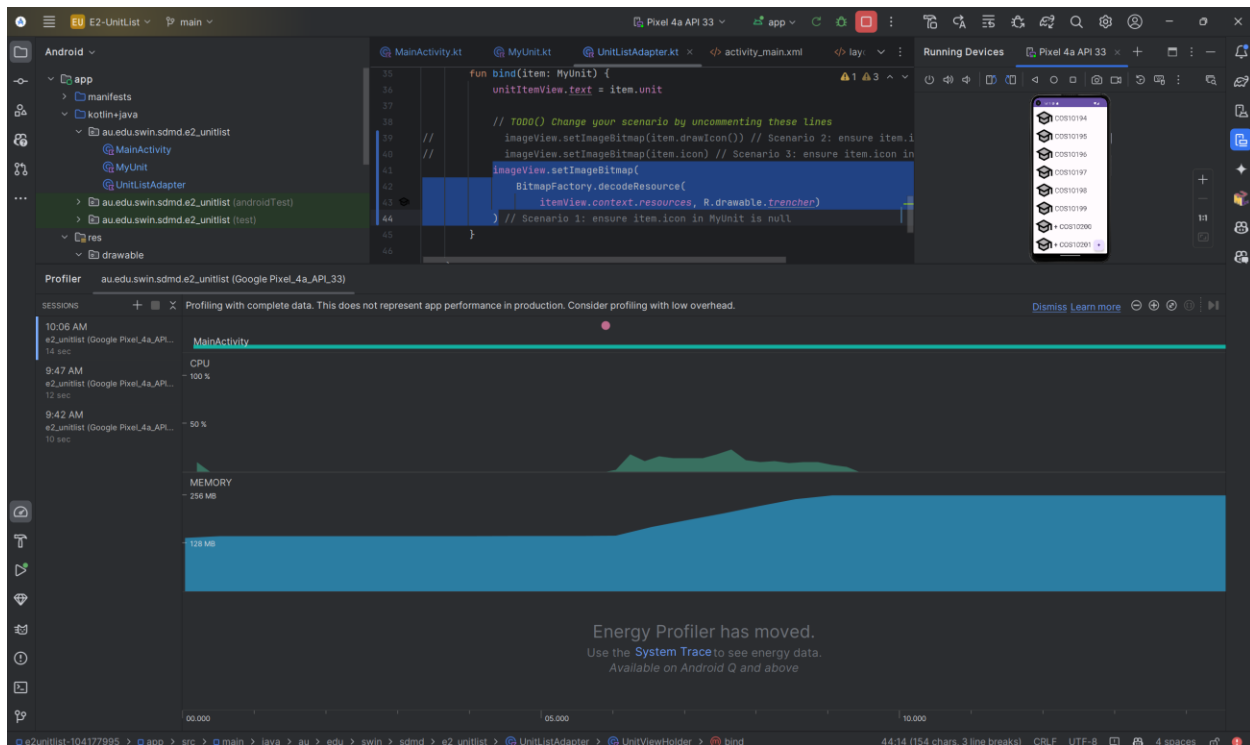 EU E2-UnitList main Pixel 4a API 33 app
Android
MainActivity.kt MyUnit.kt UnitListAdapter.kt activity_main.xml
Running Devices Pixel 4a API 33
app
manifests
kotlin+java
au.edu.swin.sdmd.e2_unitlist
MainActivity
MyUnit
UnitListAdapter
au.edu.swin.sdmd.e2_unitlist (androidTest)
au.edu.swin.sdmd.e2_unitlist (test)
res
drawable
1 3
35 fun bind(item: MyUnit) {
36 unitItemView.text = item.unit
37
38 // TODO() Change your scenario by uncommenting these lines
39 // imageView.setImageBitmap(item.drawIcon()) // Scenario 2: ensure item.i
40 // imageView.setImageBitmap(item.icon) // Scenario 3: ensure item.icon in
41 imageView.setImageBitmap(
42 BitmapFactory.decodeResource(
43 itemView.context.resources, R.drawable.trencher)
44 ) // Scenario 1: ensure item.icon in MyUnit is null
45 }
46
COS10194
COS10195
COS10196
COS10197
COS10198
COS10199
+ COS10200
+ COS10201
1:1
Profiler au.edu.swin.sdmd.e2_unitlist (Google Pixel_4a_API_33)
SESSIONS
Profiling with complete data. This does not represent app performance in production. Consider profiling with low overhead.
Dismiss Learn more
10:06 AM
e2_unitlist (Google Pixel_4a_API...
14 sec
9:47 AM
e2_unitlist (Google Pixel_4a_API...
12 sec
9:42 AM
e2_unitlist (Google Pixel_4a_API...
10 sec
MainActivity
CPU
100 %
50 %
MEMORY
256 MB
128 MB
Energy Profiler has moved.
Use the System Trace to see energy data.
Available on Android Q and above
00.000 05.000 10.000
e2unitlist-104177995 > app > src > main > java > au > edu > swin > sdmd > e2_unitlist > UnitListAdapter > UnitViewHolder > bind
44:14 (154 chars, 3 line breaks) CRLF UTF-8 4 spaces